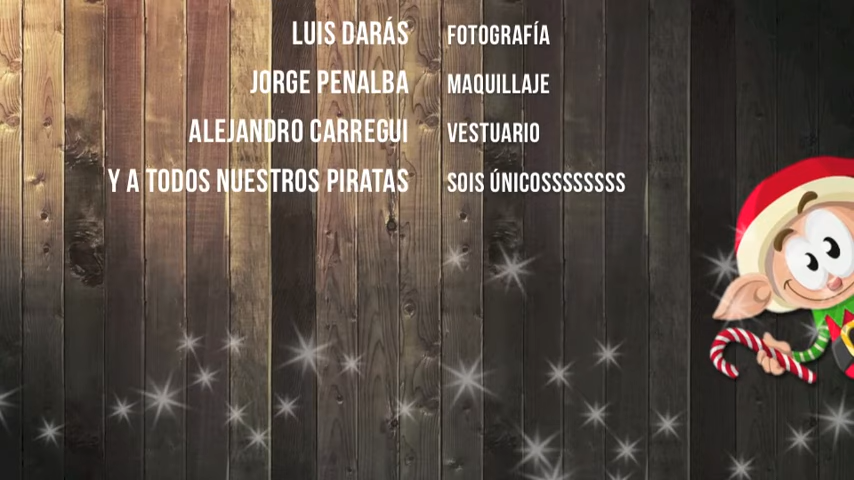 LUIS DARÁS FOTOGRAFÍA
JORGE PENALBA MAQUILLAJE
ALEJANDRO CARREGUI VESTUARIO
Y A TODOS NUESTROS PIRATAS SOIS ÚNICOSSSSSSSS